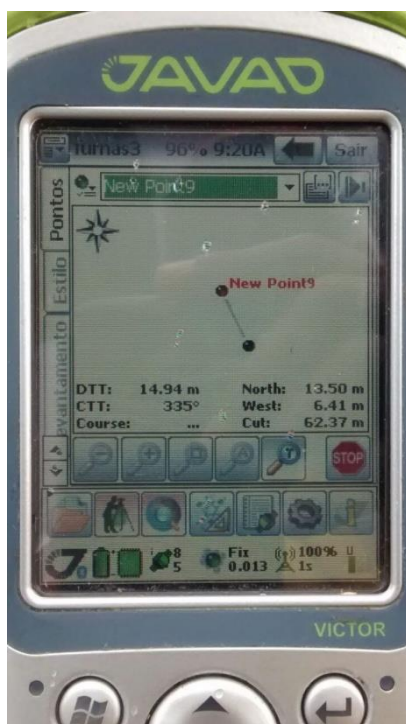 JAVAD
Turnas3 96% 9:20A Sair
New Point9
Pontos
Estilo
evantamento
New Point9
DTT: 14.94 m North: 13.50 m
CTT: 335° West: 6.41 m
Course: ... Cut: 62.37 m
STOP
8
5
Fix
0.013
100%
1s
U
VICTOR